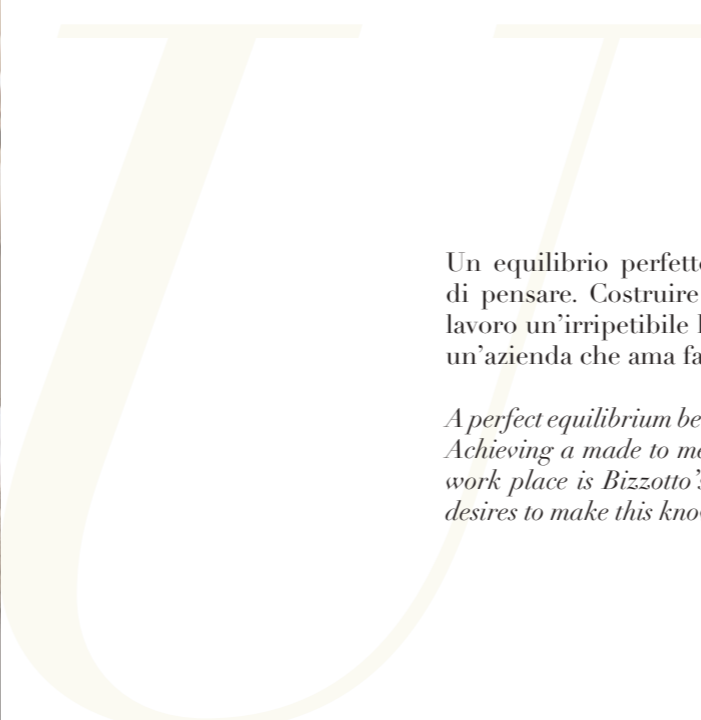 U
Un equilibrio perfetto
di pensare. Costruire
lavoro un’irripetibile
un’azienda che ama fa
A perfect equilibrium be
Achieving a made to me
work place is Bizzotto’s
desires to make this kno